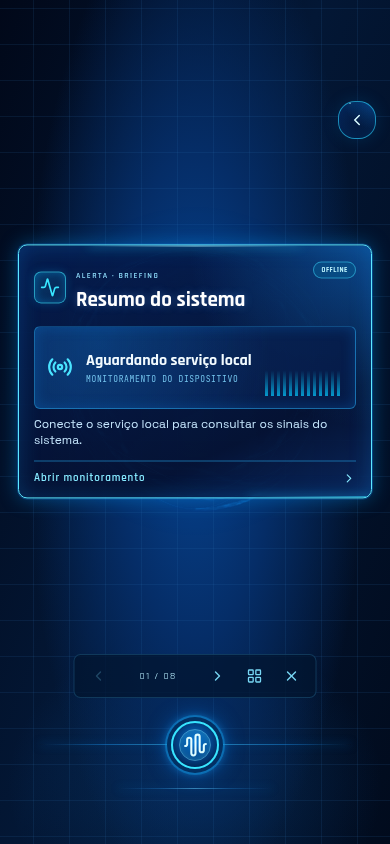 ALERTA · BRIEFING
OFFLINE
Resumo do sistema
Aguardando serviço local
MONITORAMENTO DO DISPOSITIVO
Conecte o serviço local para consultar os sinais do
sistema.
Abrir monitoramento
01 / 08